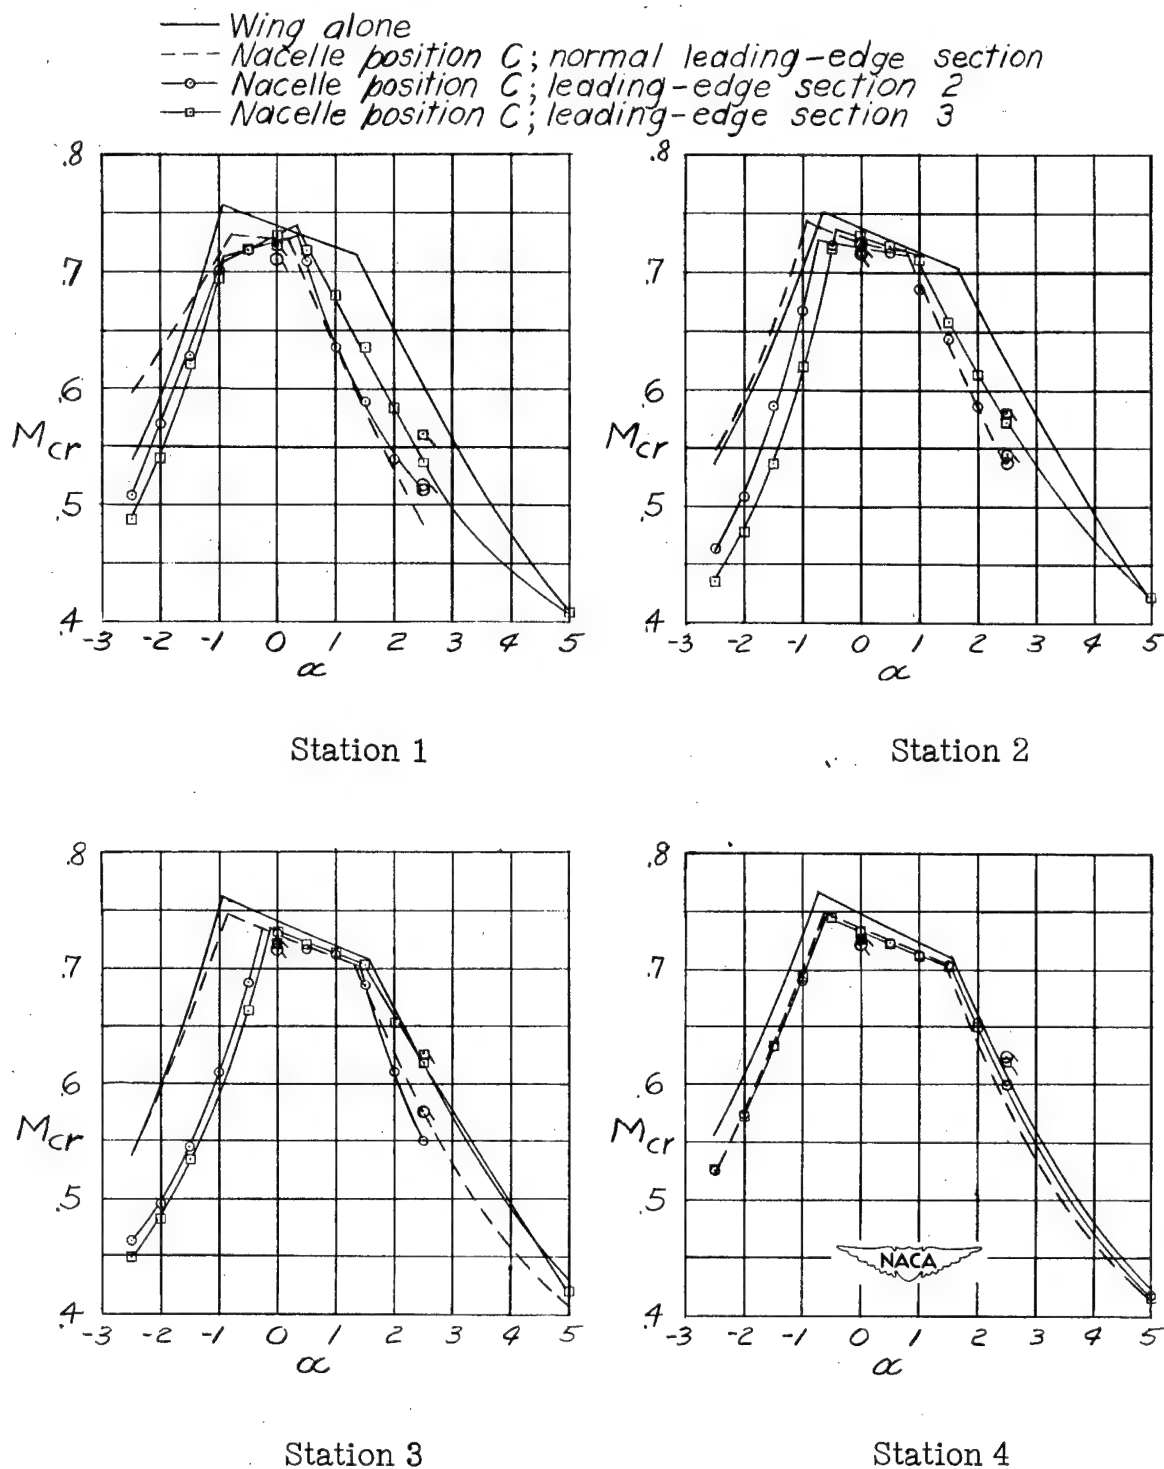 Wing alone
Nacelle position C; normal leading-edge section
Nacelle position C; leading-edge section 2
Nacelle position C; leading-edge section 3
.8 .7 .6 .5 .4
Mcr
-3 -2 -1 0 1 2 3 4 5
α
Station 1
.8 .7 .6 .5 .4
Mcr
-3 -2 -1 0 1 2 3 4 5
α
Station 2
.8 .7 .6 .5 .4
Mcr
-3 -2 -1 0 1 2 3 4 5
α
Station 3
.8 .7 .6 .5 .4
Mcr
NACA
-3 -2 -1 0 1 2 3 4 5
α
Station 4